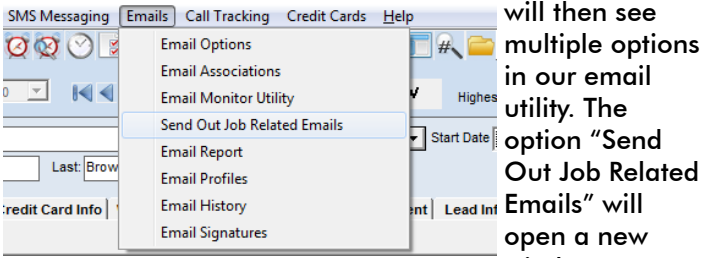 SMS Messaging Emails Call Tracking Credit Cards Help
Email Options
Email Associations
Email Monitor Utility
Highes
Send Out Job Related Emails
Start Date
Email Report
Last: Brow
Email Profiles
Credit Card Info
Email History
ent Lead Inf
Email Signatures
will then see
multiple options
in our email
utility. The
option “Send
Out Job Related
Emails” will
open a new